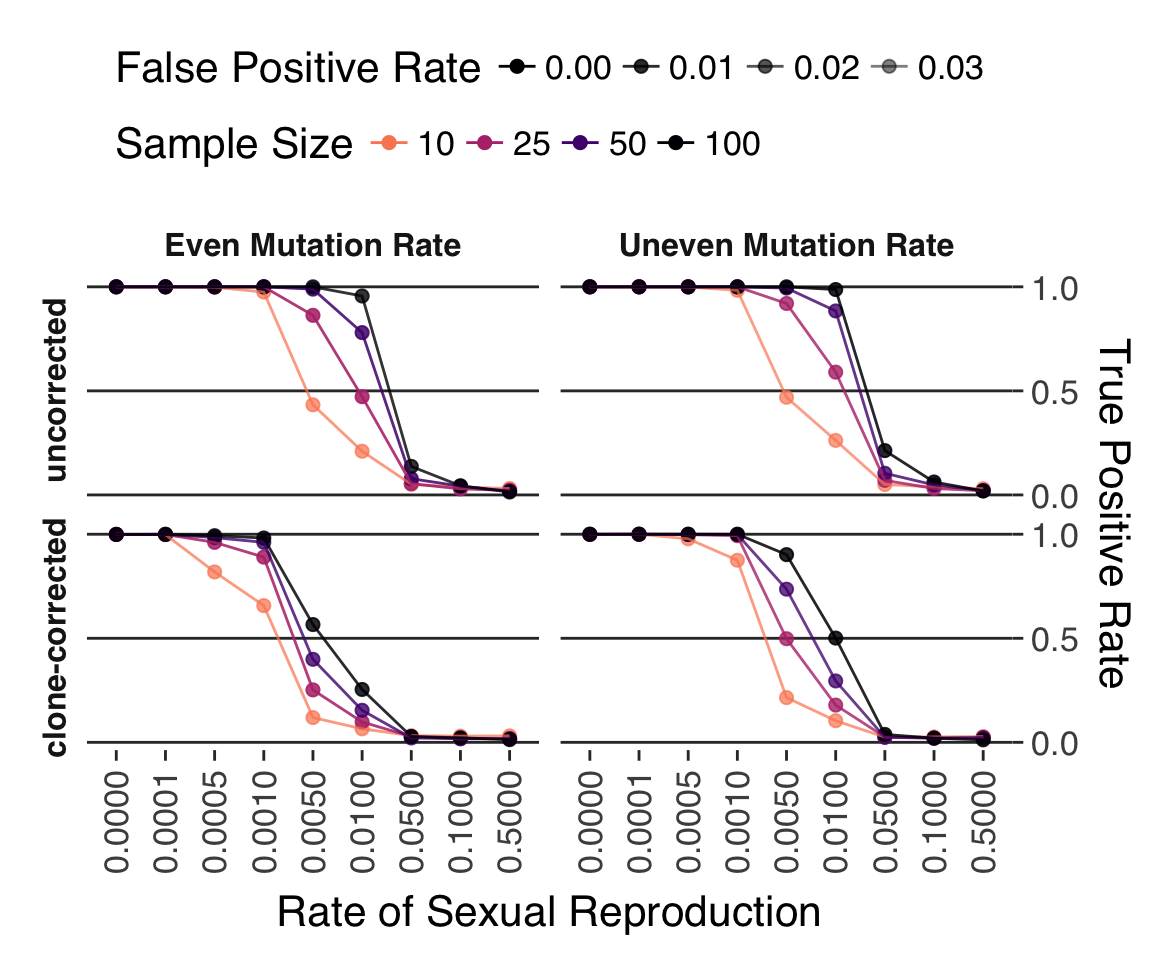 False Positive Rate 0.00 0.01 0.02 0.03
Sample Size 10 25 50 100
Even Mutation Rate Uneven Mutation Rate
uncorrected
1.0
0.5
0.0
clone-corrected
1.0
0.5
0.0
True Positive Rate
0.0000 0.0001 0.0005 0.0010 0.0050 0.0100 0.0500 0.1000 0.5000
0.0000 0.0001 0.0005 0.0010 0.0050 0.0100 0.0500 0.1000 0.5000
Rate of Sexual Reproduction